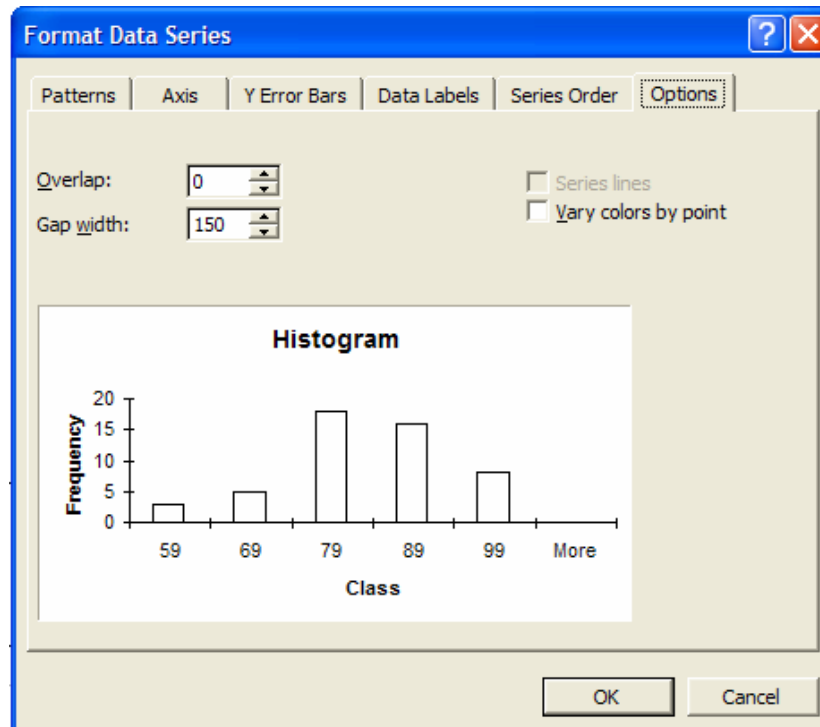 Format Data Series
Patterns Axis Y Error Bars Data Labels Series Order Options
Overlap: 0
Gap width: 150
Series lines
Vary colors by point
Histogram
Frequency
20
15
10
5
0
59 69 79 89 99 More
Class
OK Cancel